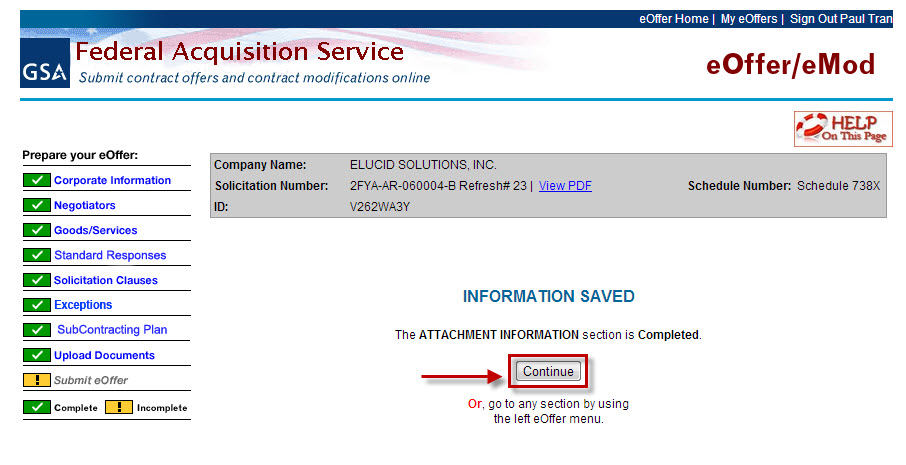 eOffer Home | My eOffers | Sign Out Paul Tran
GSA
Federal Acquisition Service
Submit contract offers and contract modifications online
eOffer/eMod
HELP
On This Page
Prepare your eOffer:
Corporate Information
Negotiators
Goods/Services
Standard Responses
Solicitation Clauses
Exceptions
SubContracting Plan
Upload Documents
! Submit eOffer
Complete ! Incomplete
Company Name: ELUCID SOLUTIONS, INC.
Solicitation Number: 2FYA-AR-060004-B Refresh# 23 | View PDF Schedule Number: Schedule 738X
ID: V262WA3Y
INFORMATION SAVED
The ATTACHMENT INFORMATION section is Completed.
Continue
Or, go to any section by using
the left eOffer menu.